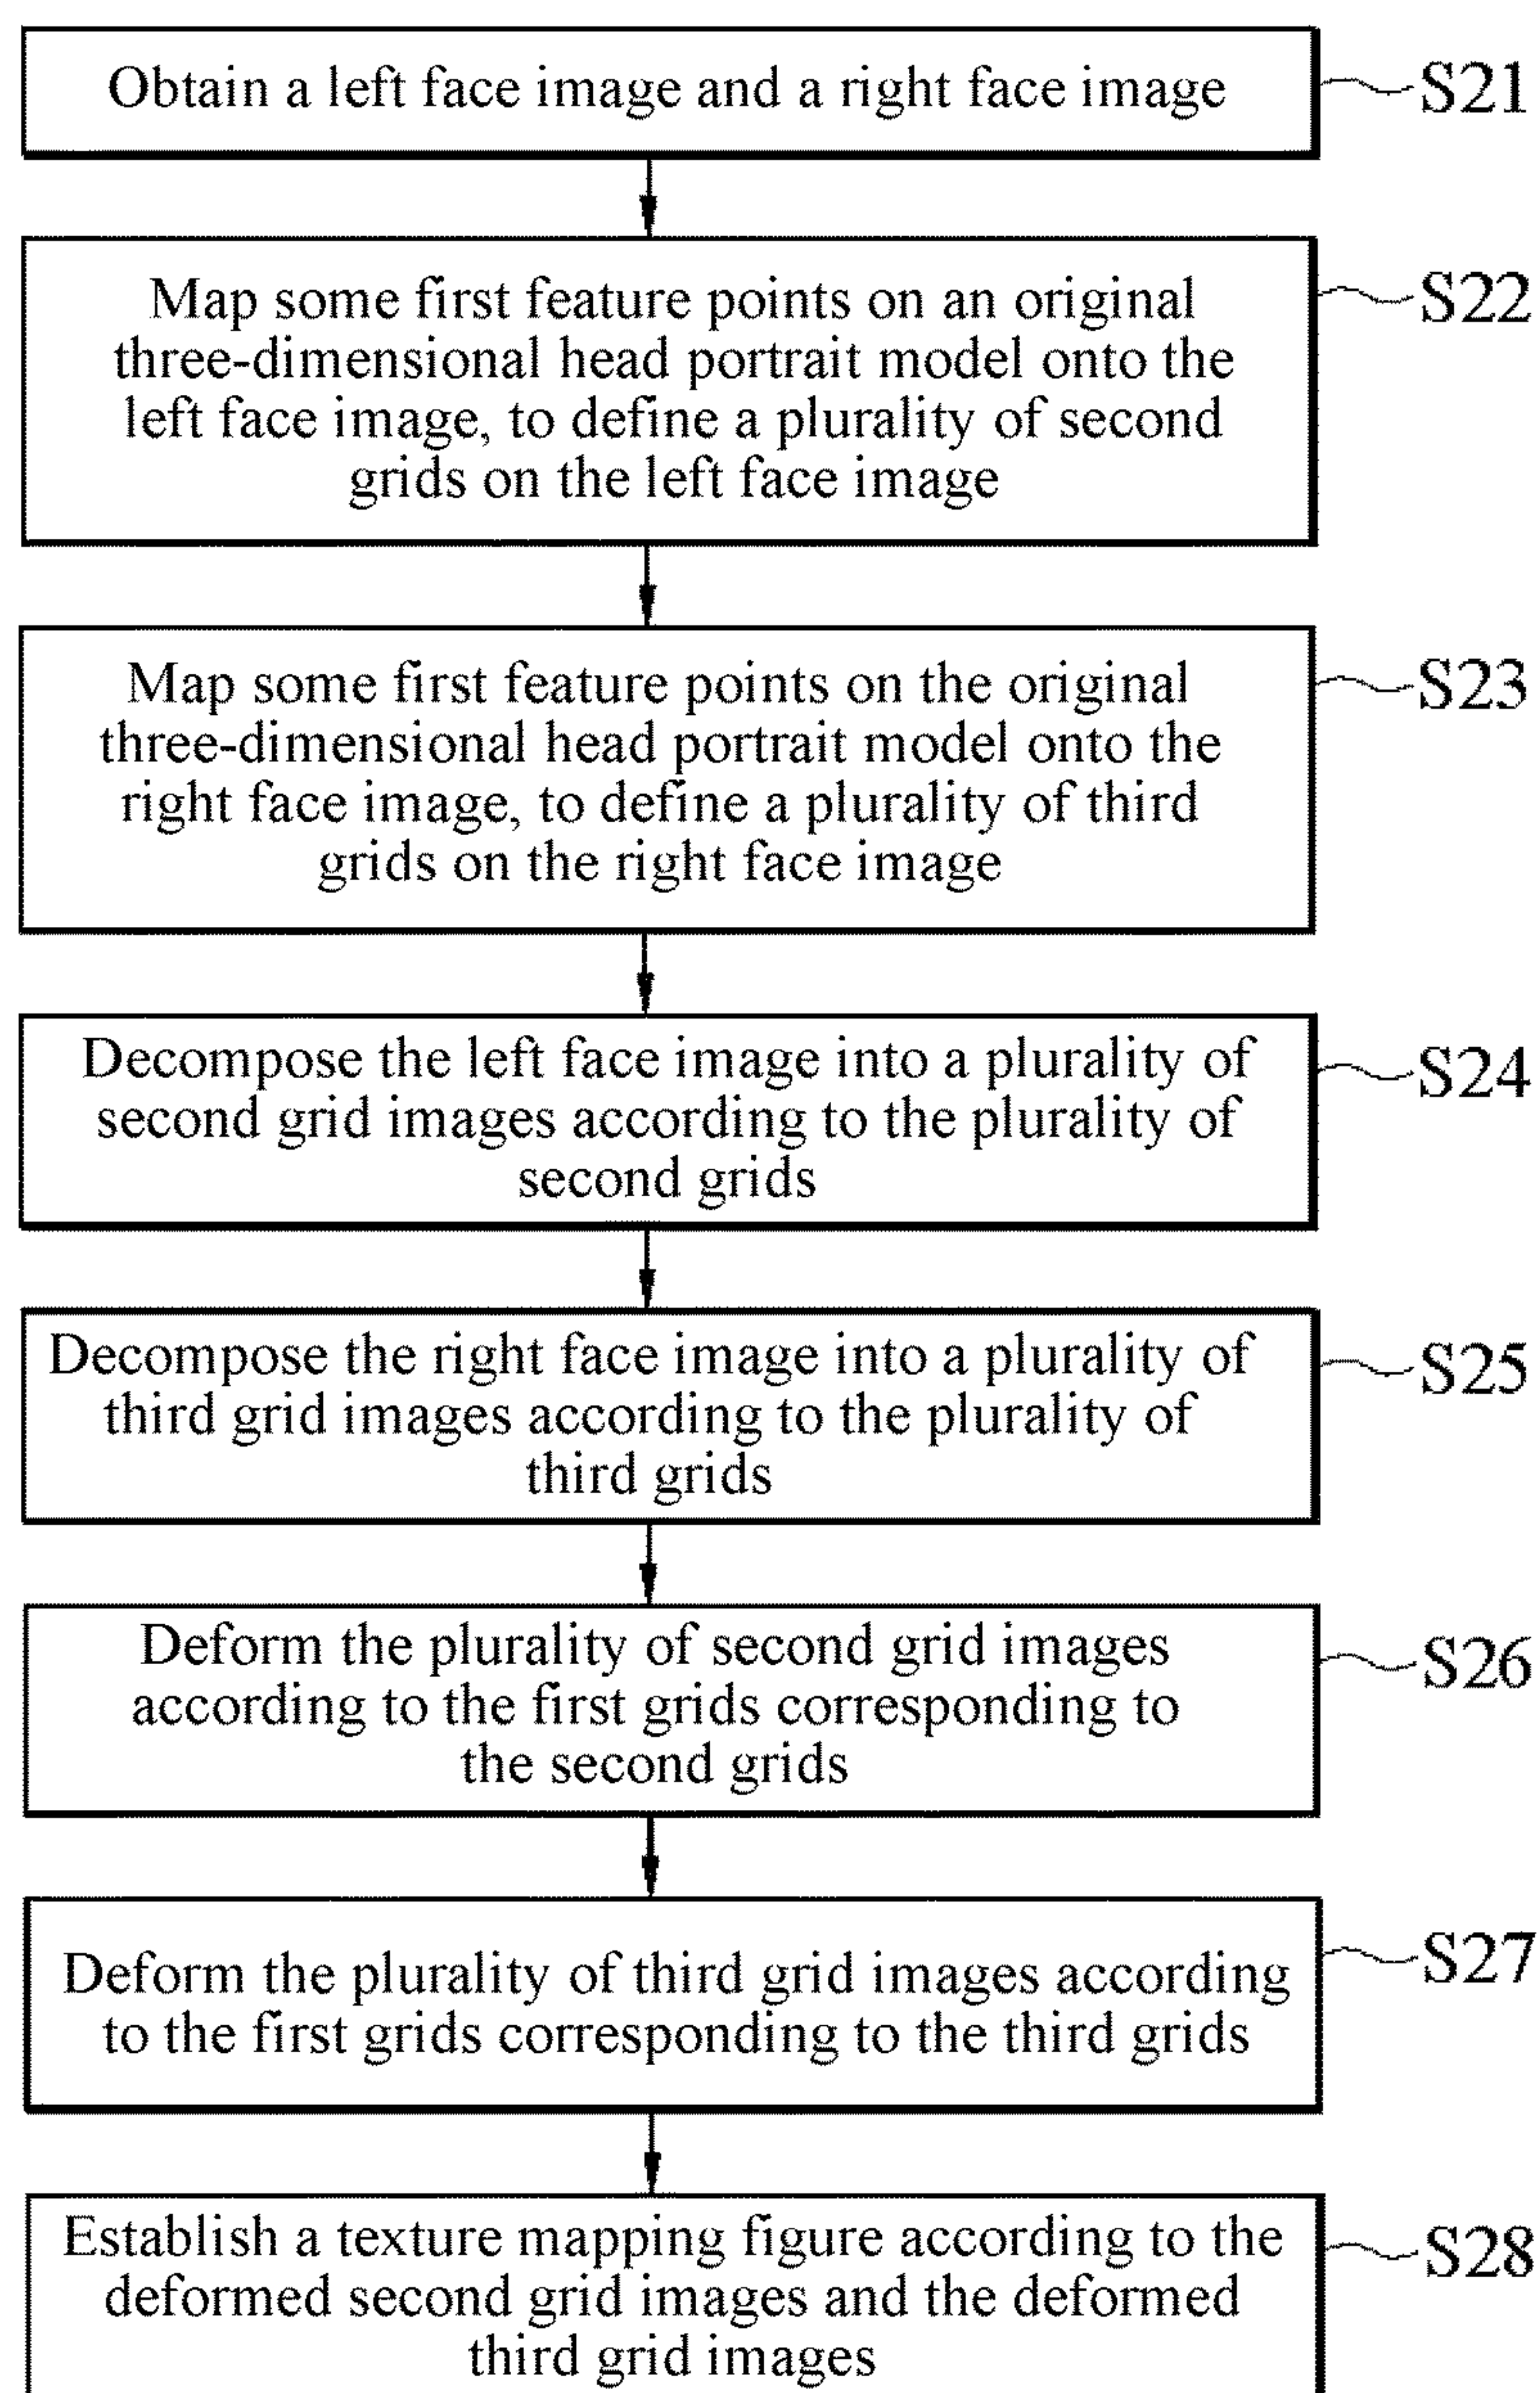 Obtain a left face image and a right face image
S21
Map some first feature points on an original
three-dimensional head portrait model onto the
left face image, to define a plurality of second
grids on the left face image
S22
Map some first feature points on the original
three-dimensional head portrait model onto the
right face image, to define a plurality of third
grids on the right face image
S23
Decompose the left face image into a plurality of
second grid images according to the plurality of
second grids
S24
Decompose the right face image into a plurality of
third grid images according to the plurality of
third grids
S25
Deform the plurality of second grid images
according to the first grids corresponding to
the second grids
S26
Deform the plurality of third grid images according
to the first grids corresponding to the third grids
S27
Establish a texture mapping figure according to the
deformed second grid images and the deformed
third grid images
S28